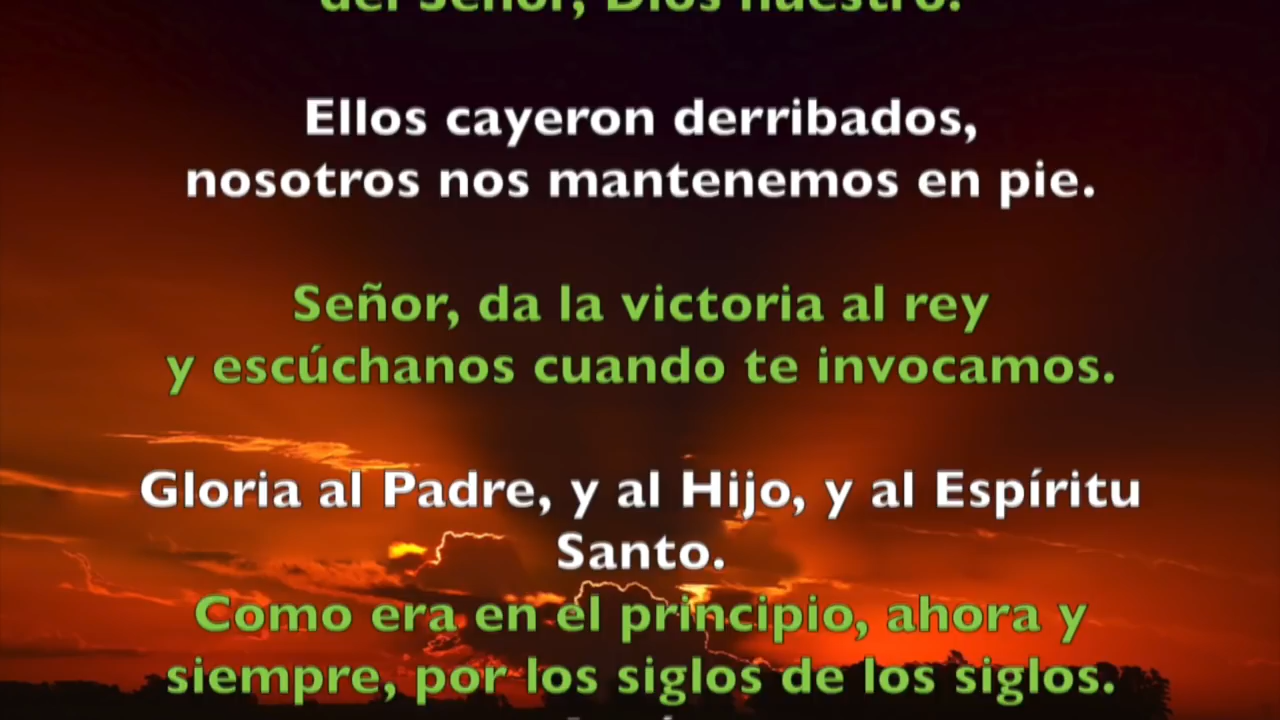 del Señor, Dios nuestro.
Ellos cayeron derribados,
nosotros nos mantenemos en pie.
Señor, da la victoria al rey
y escúchanos cuando te invocamos.
Gloria al Padre, y al Hijo, y al Espíritu
Santo.
Como era en el principio, ahora y
siempre, por los siglos de los siglos.